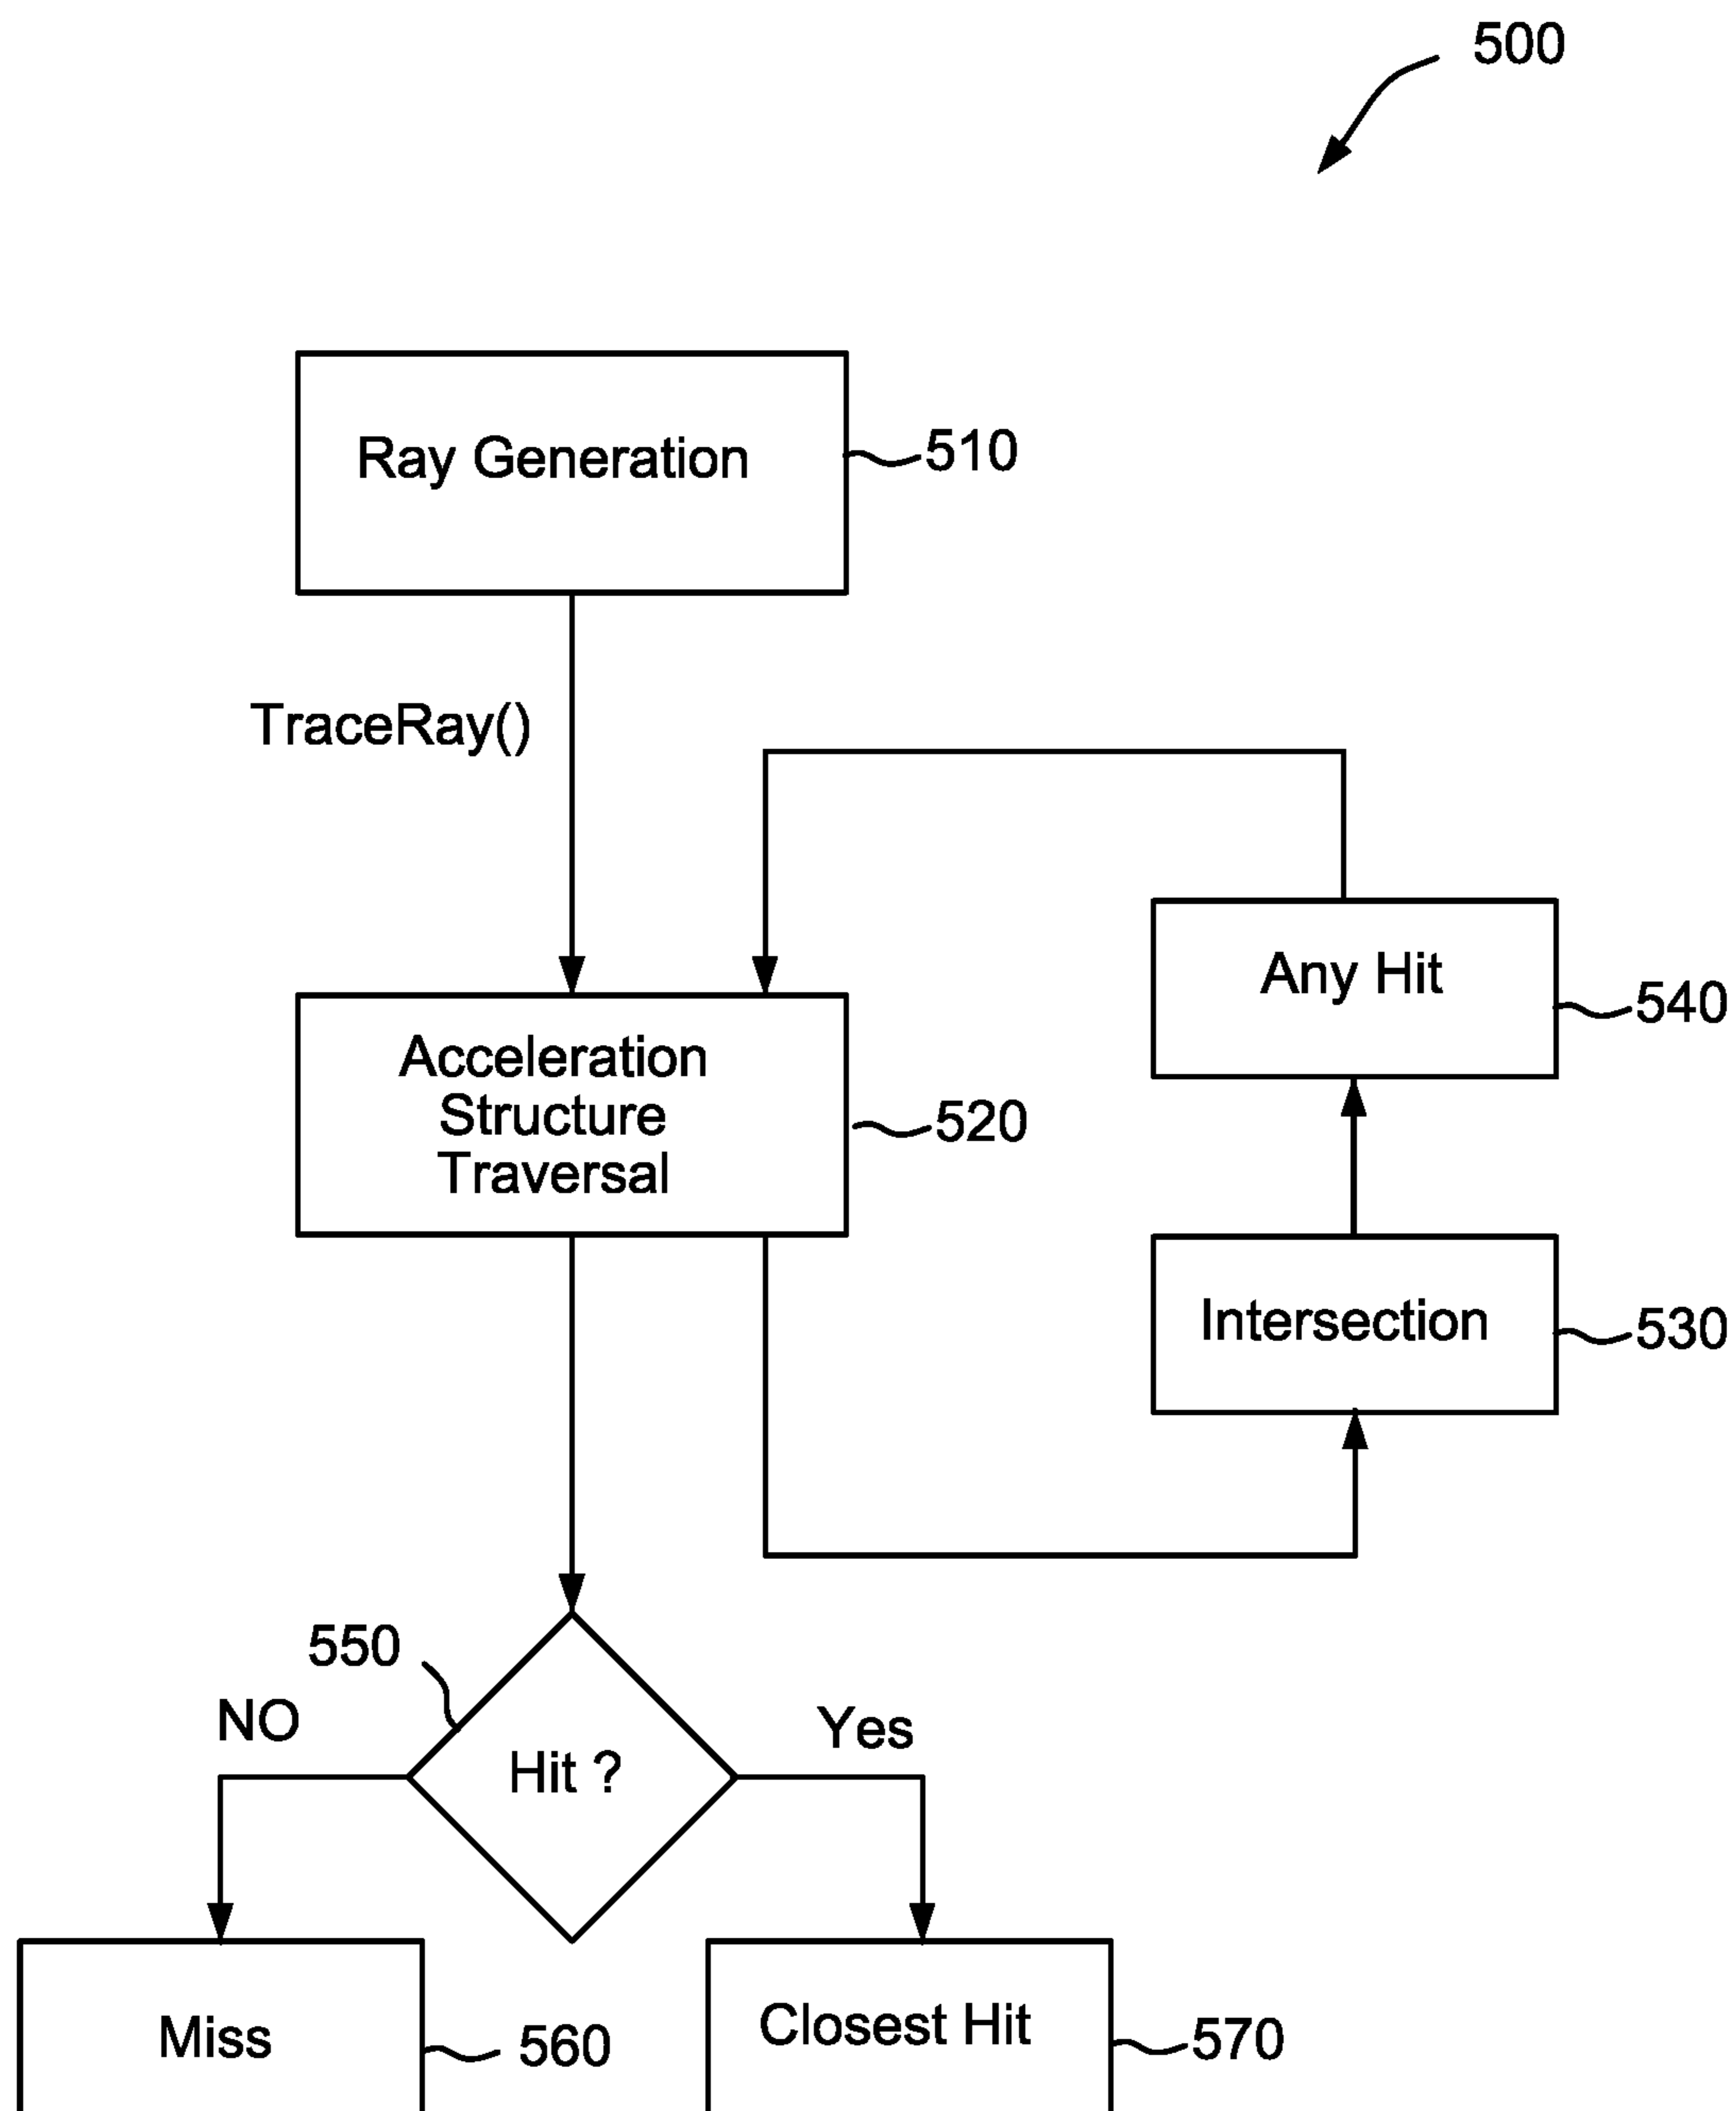 500
Ray Generation
510
TraceRay()
Any Hit
540
Acceleration
Structure
Traversal
520
Intersection
530
550
NO
Yes
Hit ?
Miss
560
Closest Hit
570